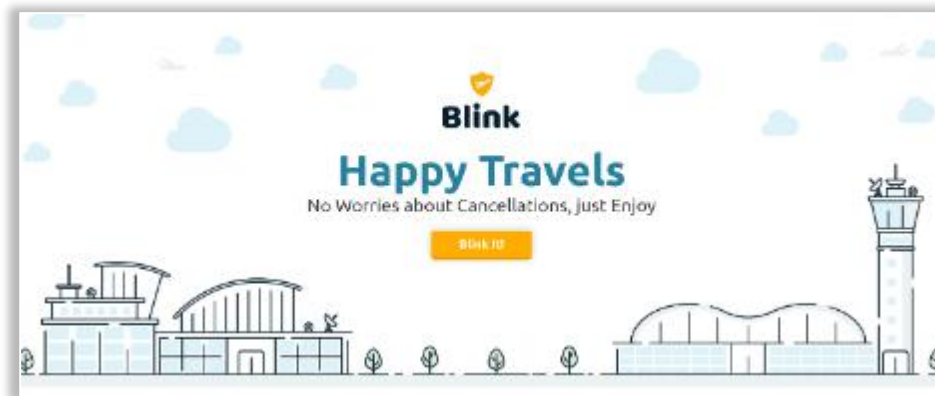 Blink
Happy Travels
No Worries about Cancellations, just Enjoy
Blink It!